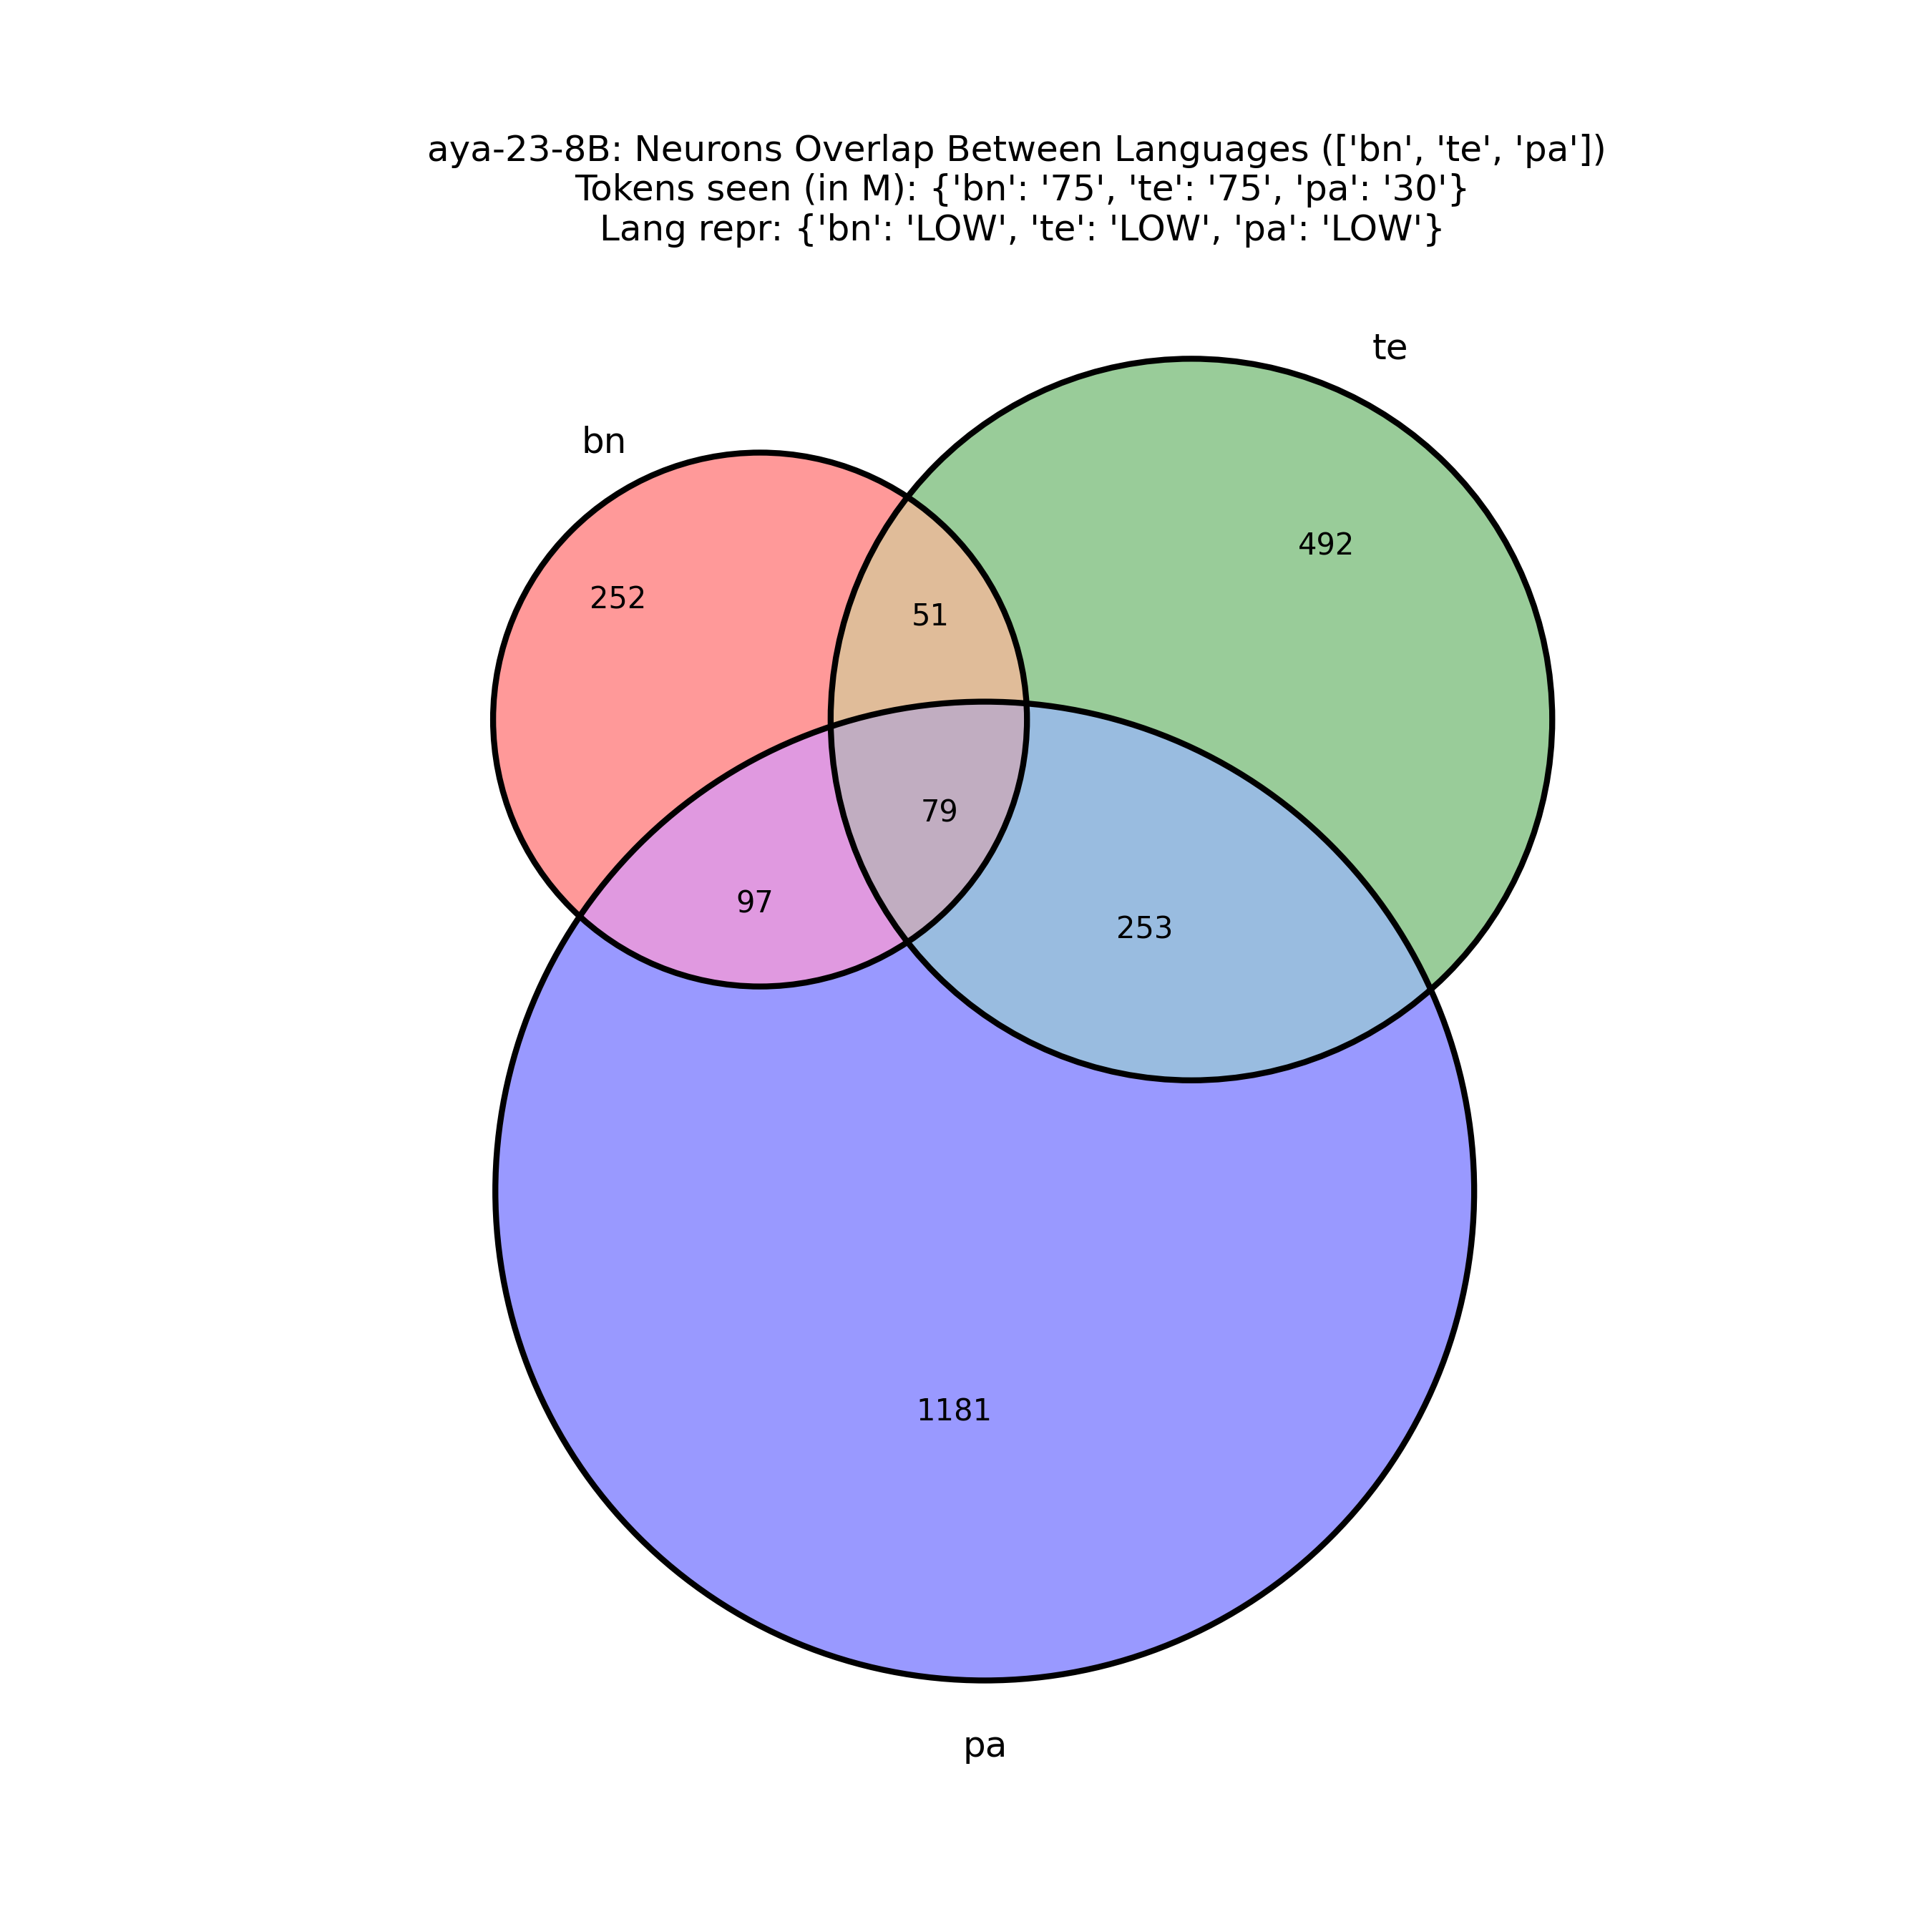 aya-23-8B: Neurons Overlap Between Languages (['bn', 'te', 'pa'])
Tokens seen (in M): {'bn': '75', 'te': '75', 'pa': '30'}
Lang repr: {'bn': 'LOW', 'te': 'LOW', 'pa': 'LOW'}
te
bn
492
252
51
79
97
253
1181
pa